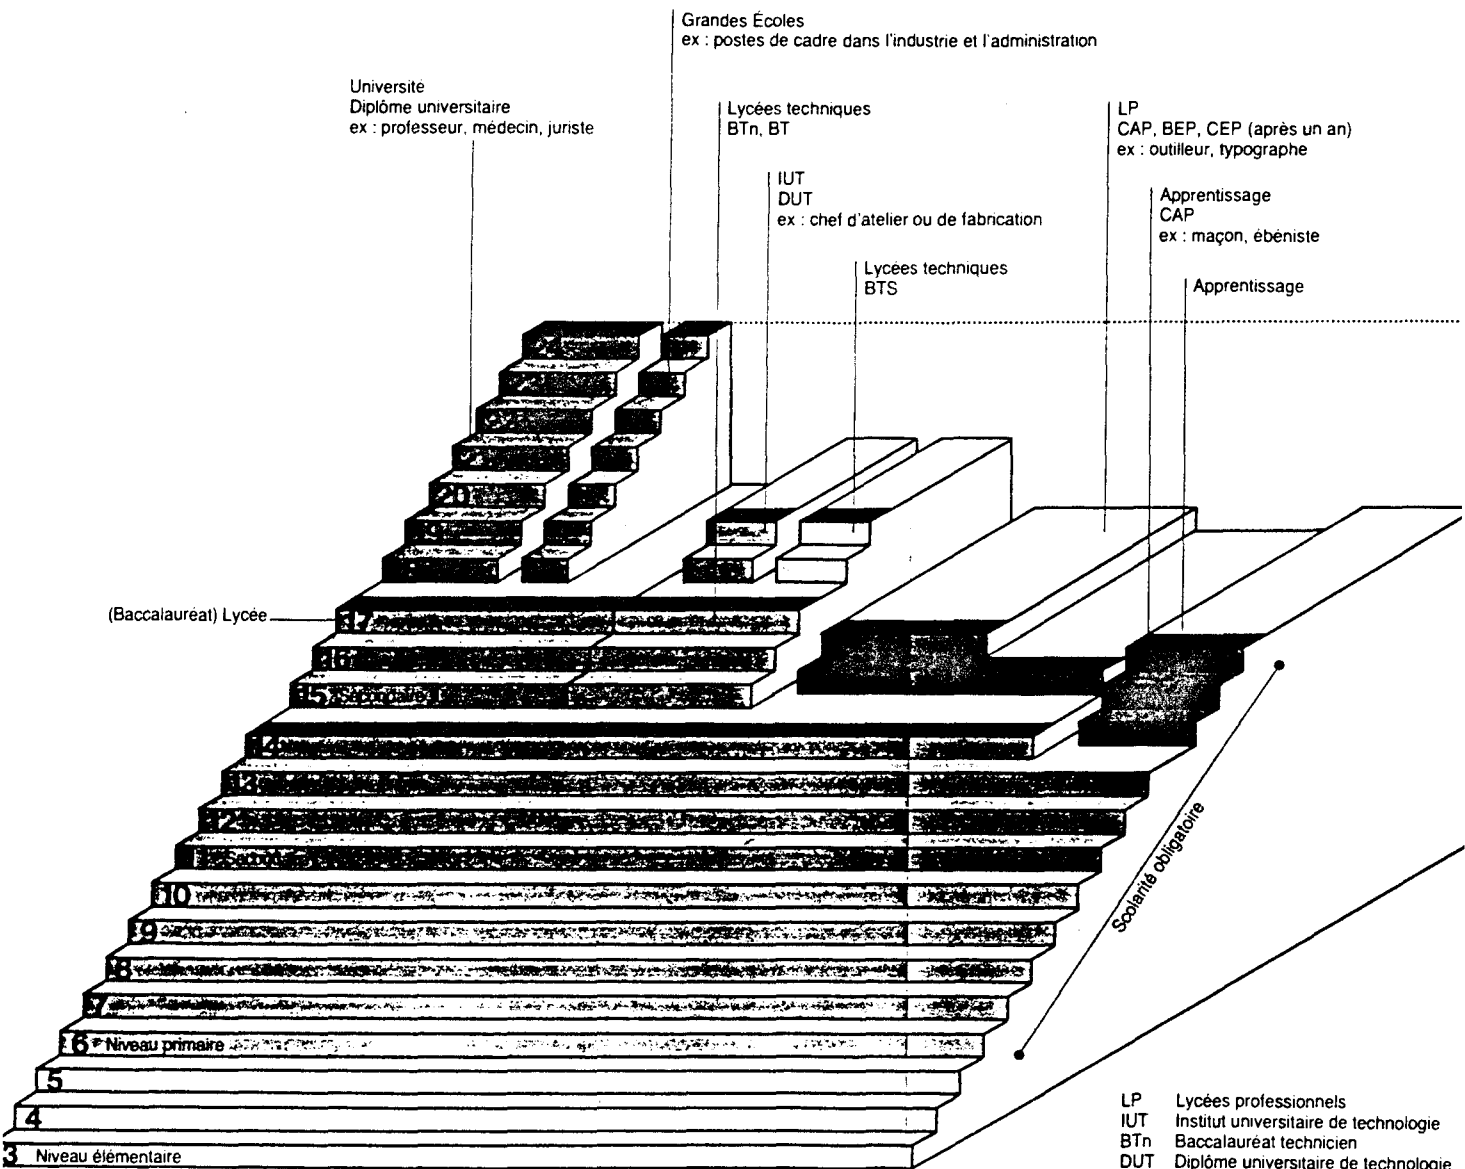 Grandes Écoles
ex : postes de cadre dans l'industrie et l'administration
Université
Diplôme universitaire
ex : professeur, médecin, juriste
Lycées techniques
BTn, BT
LP
CAP, BEP, CEP (après un an)
ex : outilleur, typographe
IUT
DUT
ex : chef d'atelier ou de fabrication
Apprentissage
CAP
ex : maçon, ébéniste
Lycées techniques
BTS
Apprentissage
20
(Baccalauréat) Lycée
17
16
15 Secondaire
14
13
12
10
9
8
7
6 Niveau primaire
5
4
3 Niveau élémentaire
Scolarité obligatoire
LP Lycées professionnels
IUT Institut universitaire de technologie
BTn Baccalauréat technicien
DUT Diplôme universitaire de technologie